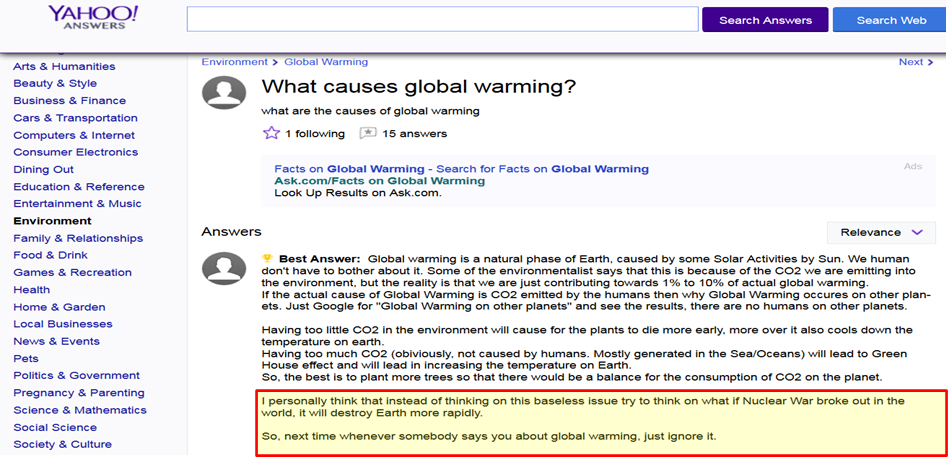 YAHOO!
ANSWERS
Search Answers
Search Web
Arts & Humanities
Beauty & Style
Business & Finance
Cars & Transportation
Computers & Internet
Consumer Electronics
Dining Out
Education & Reference
Entertainment & Music
Environment
Family & Relationships
Food & Drink
Games & Recreation
Health
Home & Garden
Local Businesses
News & Events
Pets
Politics & Government
Pregnancy & Parenting
Science & Mathematics
Social Science
Society & Culture
Environment > Global Warming
Next >
What causes global warming?
what are the causes of global warming
1 following 15 answers
Facts on Global Warming - Search for Facts on Global Warming
Ads
Ask.com/Facts on Global Warming
Look Up Results on Ask.com.
Answers
Relevance
Best Answer: Global warming is a natural phase of Earth, caused by some Solar Activities by Sun. We human
don't have to bother about it. Some of the environmentalist says that this is because of the CO2 we are emitting into
the environment, but the reality is that we are just contributing towards 1% to 10% of actual global warming.
If the actual cause of Global Warming is CO2 emitted by the humans then why Global Warming occures on other plan-
ets. Just Google for "Global Warming on other planets" and see the results, there are no humans on other planets.
Having too little CO2 in the environment will cause for the plants to die more early, more over it also cools down the
temperature on earth.
Having too much CO2 (obiviously, not caused by humans. Mostly generated in the Sea/Oceans) will lead to Green
House effect and will lead in increasing the temperature on Earth.
So, the best is to plant more trees so that there would be a balance for the consumption of CO2 on the planet.
I personally think that instead of thinking on this baseless issue try to think on what if Nuclear War broke out in the
world, it will destroy Earth more rapidly.
So, next time whenever somebody says you about global warming, just ignore it.